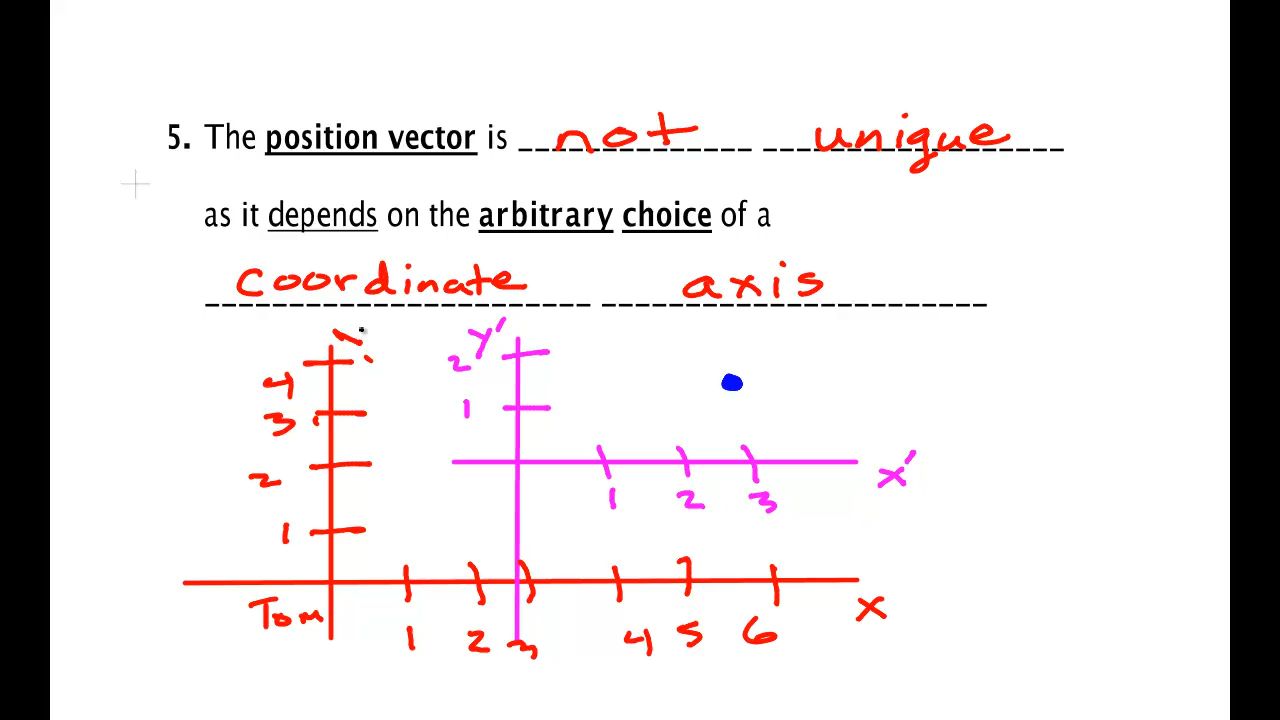 5. The position vector is not unique
as it depends on the arbitrary choice of a
coordinate axis
y'
2
4
1
3
x'
2
1 2 3
1
Tom
x
1 2 3 4 5 6